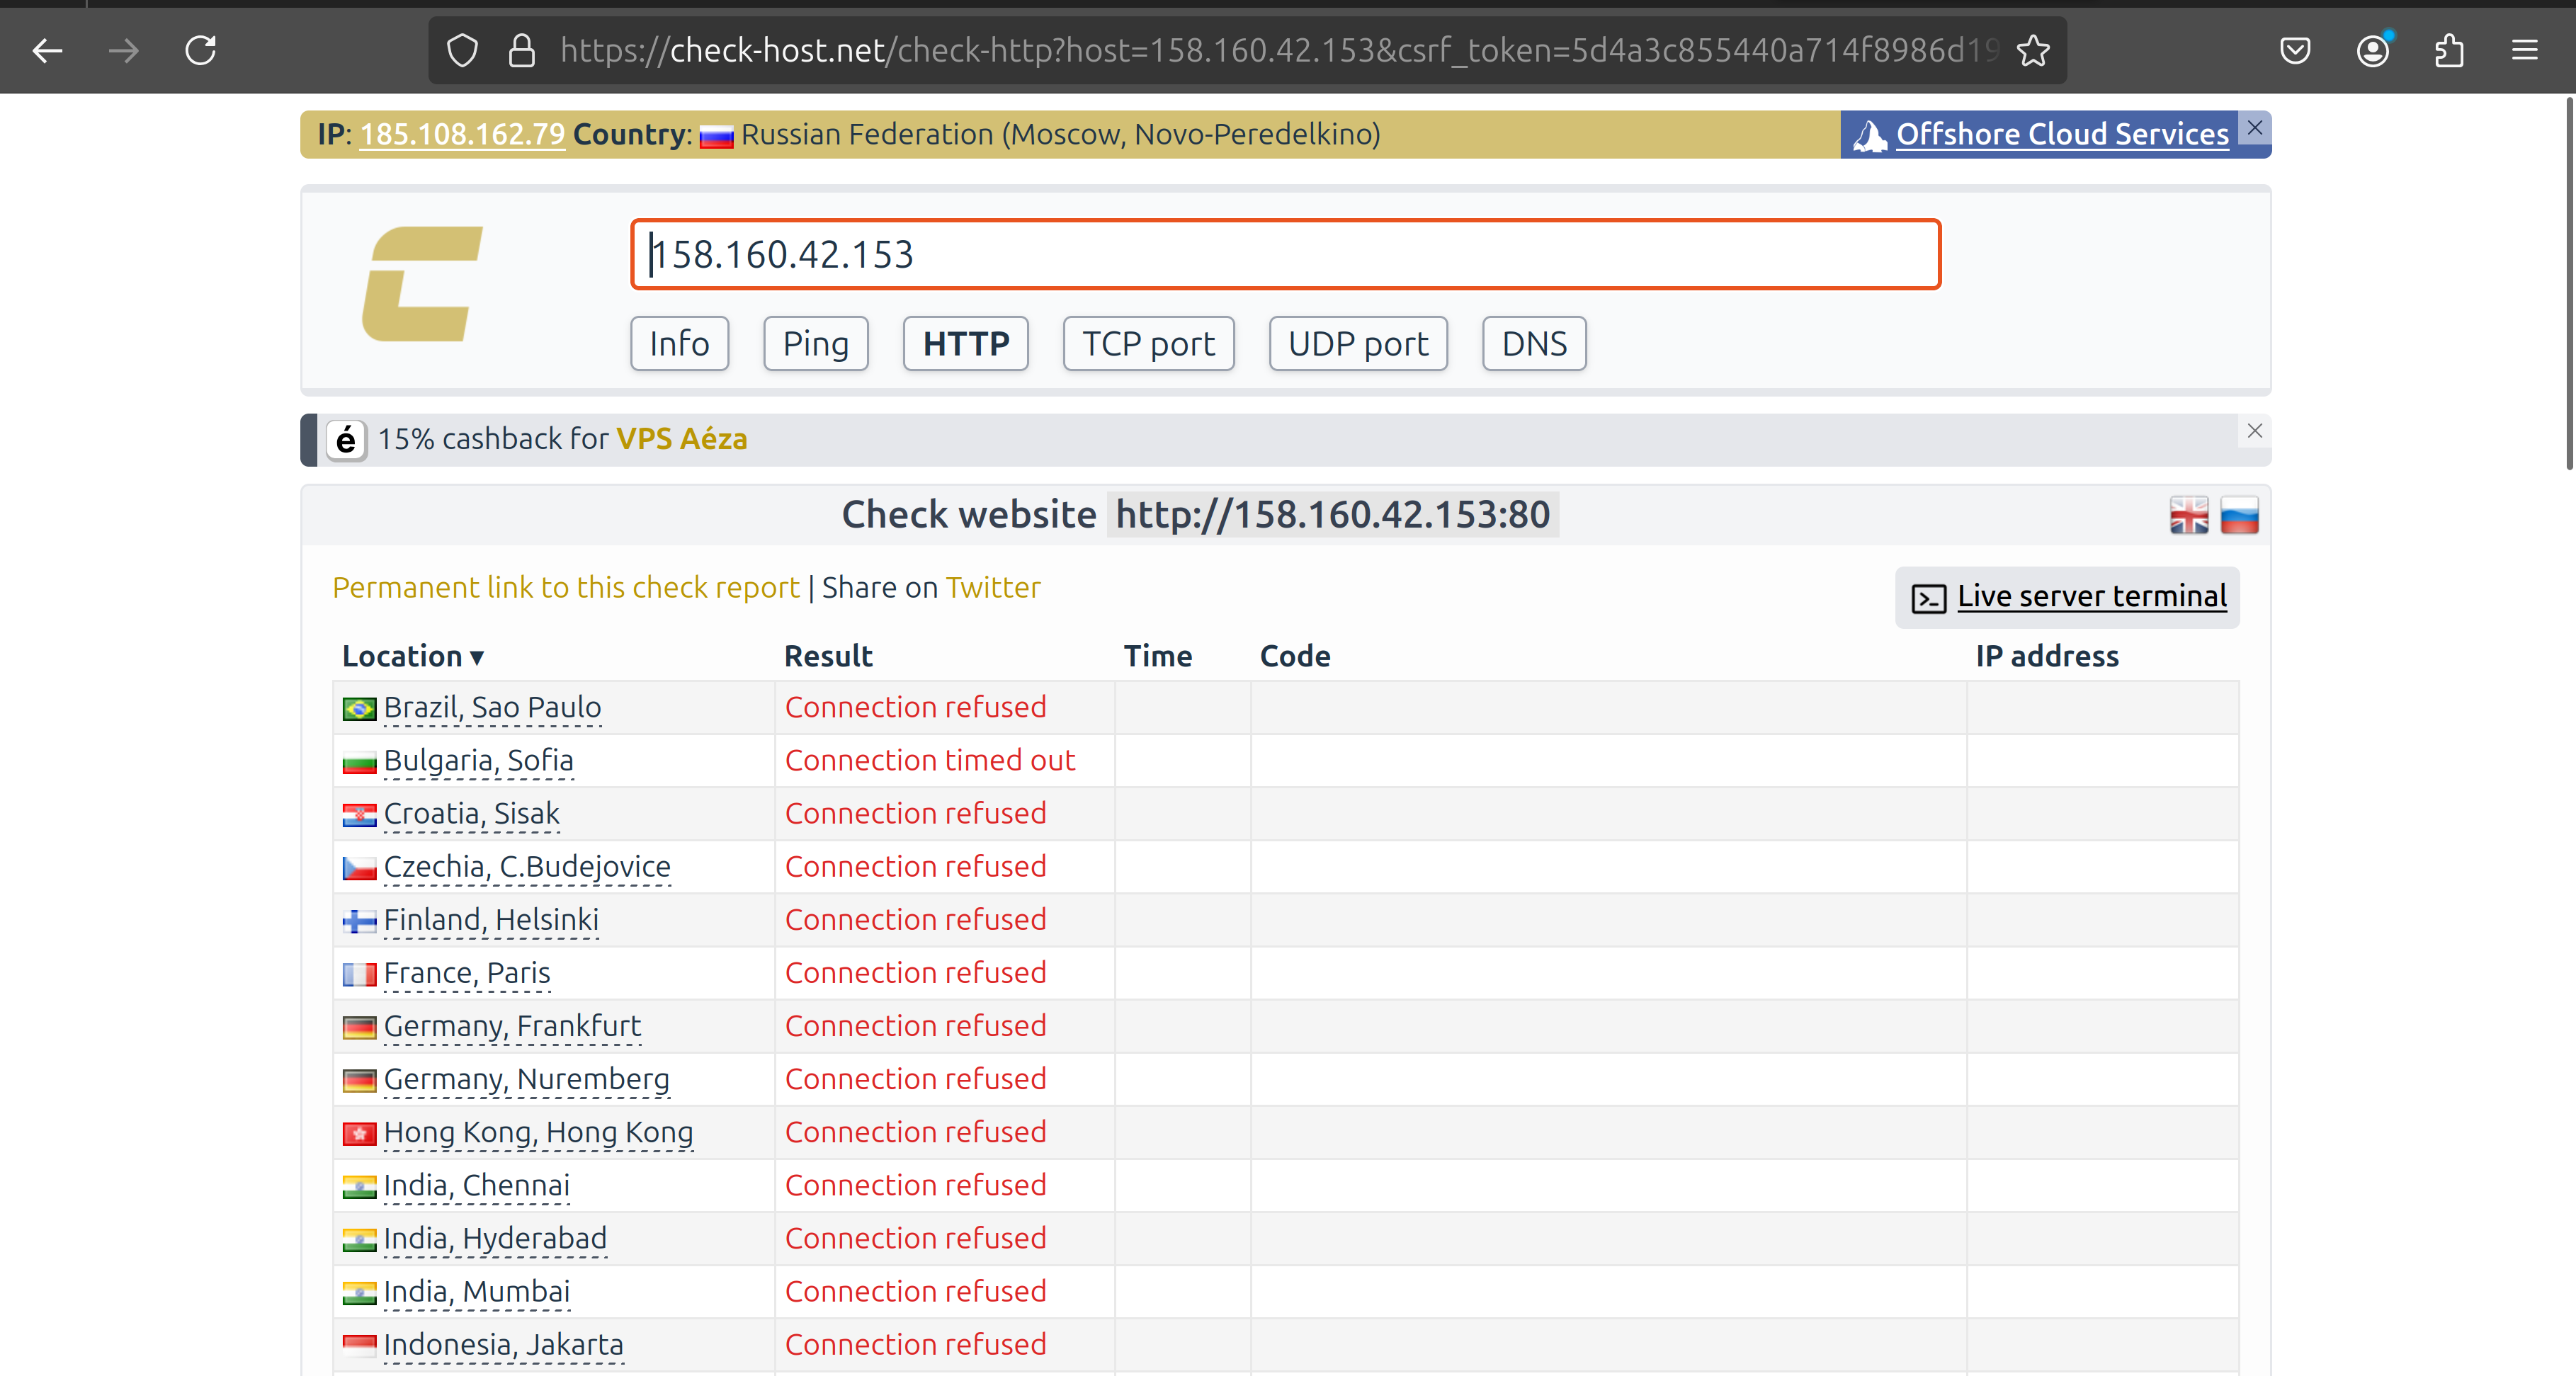 https://check-host.net/check-http?host=158.160.42.153&csrf_token=5d4a3c855440a714f8986d19
IP: 185.108.162.79 Country: Russian Federation (Moscow, Novo-Peredelkino)
Offshore Cloud Services
158.160.42.153
Info Ping HTTP TCP port UDP port DNS
é 15% cashback for VPS Aéza
Check website http://158.160.42.153:80
Permanent link to this check report | Share on Twitter
Live server terminal
Location ▾ Result Time Code IP address
Brazil, Sao Paulo Connection refused
Bulgaria, Sofia Connection timed out
Croatia, Sisak Connection refused
Czechia, C.Budejovice Connection refused
Finland, Helsinki Connection refused
France, Paris Connection refused
Germany, Frankfurt Connection refused
Germany, Nuremberg Connection refused
Hong Kong, Hong Kong Connection refused
India, Chennai Connection refused
India, Hyderabad Connection refused
India, Mumbai Connection refused
Indonesia, Jakarta Connection refused